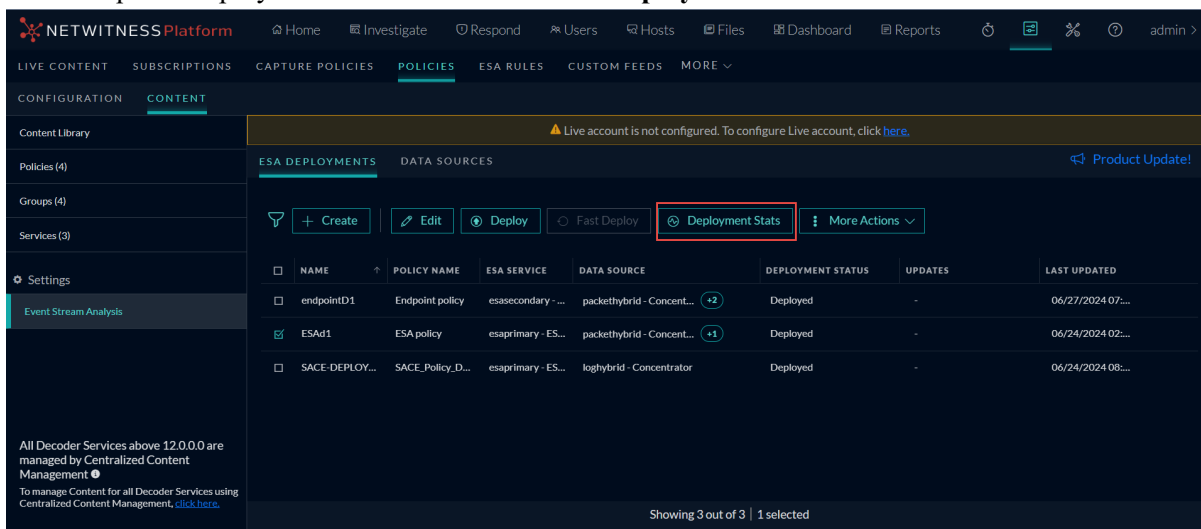 NETWITNESS Platform Home Investigate Respond Users Hosts Files Dashboard Reports admin >
LIVE CONTENT SUBSCRIPTIONS CAPTURE POLICIES POLICIES ESA RULES CUSTOM FEEDS MORE
CONFIGURATION CONTENT
Content Library
Live account is not configured. To configure Live account, click here.
Policies (4)
ESA DEPLOYMENTS DATA SOURCES Product Update!
Groups (4)
+ Create Edit Deploy Fast Deploy Deployment Stats More Actions
Services (3)
NAME ↑ POLICY NAME ESA SERVICE DATA SOURCE DEPLOYMENT STATUS UPDATES LAST UPDATED
Settings
endpointD1 Endpoint policy esasecondary - ... packethybrid - Concent... +2 Deployed - 06/27/2024 07:...
Event Stream Analysis
ESAd1 ESA policy esaprimary - ES... packethybrid - Concent... +1 Deployed - 06/24/2024 02:...
SACE-DEPLOY... SACE_Policy_D... esaprimary - ES... loghybrid - Concentrator Deployed - 06/24/2024 08:...
All Decoder Services above 12.0.0.0 are
managed by Centralized Content
Management
To manage Content for all Decoder Services using
Centralized Content Management, click here.
Showing 3 out of 3 | 1 selected